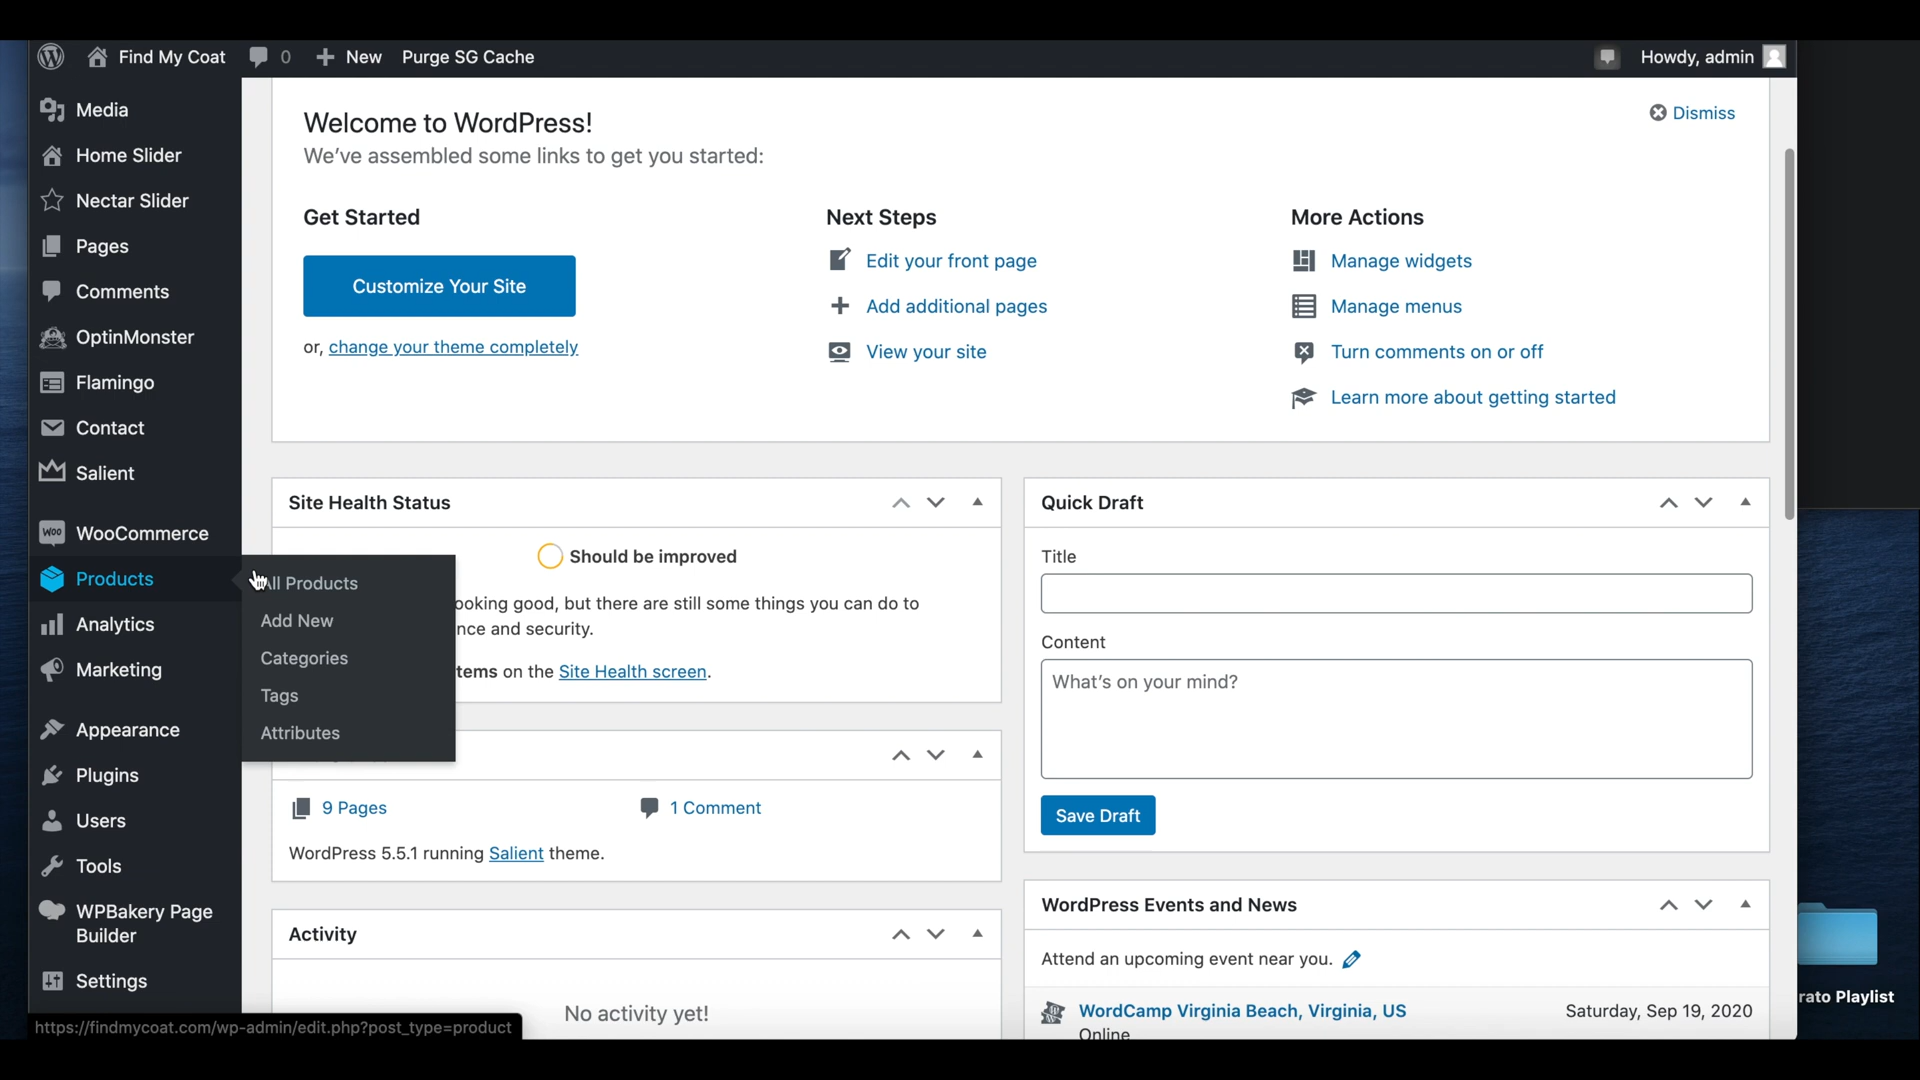 Find My Coat
0
New
Purge SG Cache
Howdy, admin
Media
Home Slider
Nectar Slider
Pages
Comments
OptinMonster
Flamingo
Contact
Salient
WooCommerce
Products
Analytics
Marketing
Appearance
Plugins
Users
Tools
WPBakery Page
Builder
Settings
All Products
Add New
Categories
Tags
Attributes
Welcome to WordPress!
We've assembled some links to get you started:
Dismiss
Get Started
Customize Your Site
or, change your theme completely
Next Steps
Edit your front page
Add additional pages
View your site
More Actions
Manage widgets
Manage menus
Turn comments on or off
Learn more about getting started
Site Health Status
Should be improved
ooking good, but there are still some things you can do to
nce and security.
tems on the Site Health screen.
9 Pages
1 Comment
WordPress 5.5.1 running Salient theme.
Activity
No activity yet!
Quick Draft
Title
Content
What's on your mind?
Save Draft
WordPress Events and News
Attend an upcoming event near you.
WordCamp Virginia Beach, Virginia, US
Saturday, Sep 19, 2020
Online
rato Playlist
https://findmycoat.com/wp-admin/edit.php?post_type=product